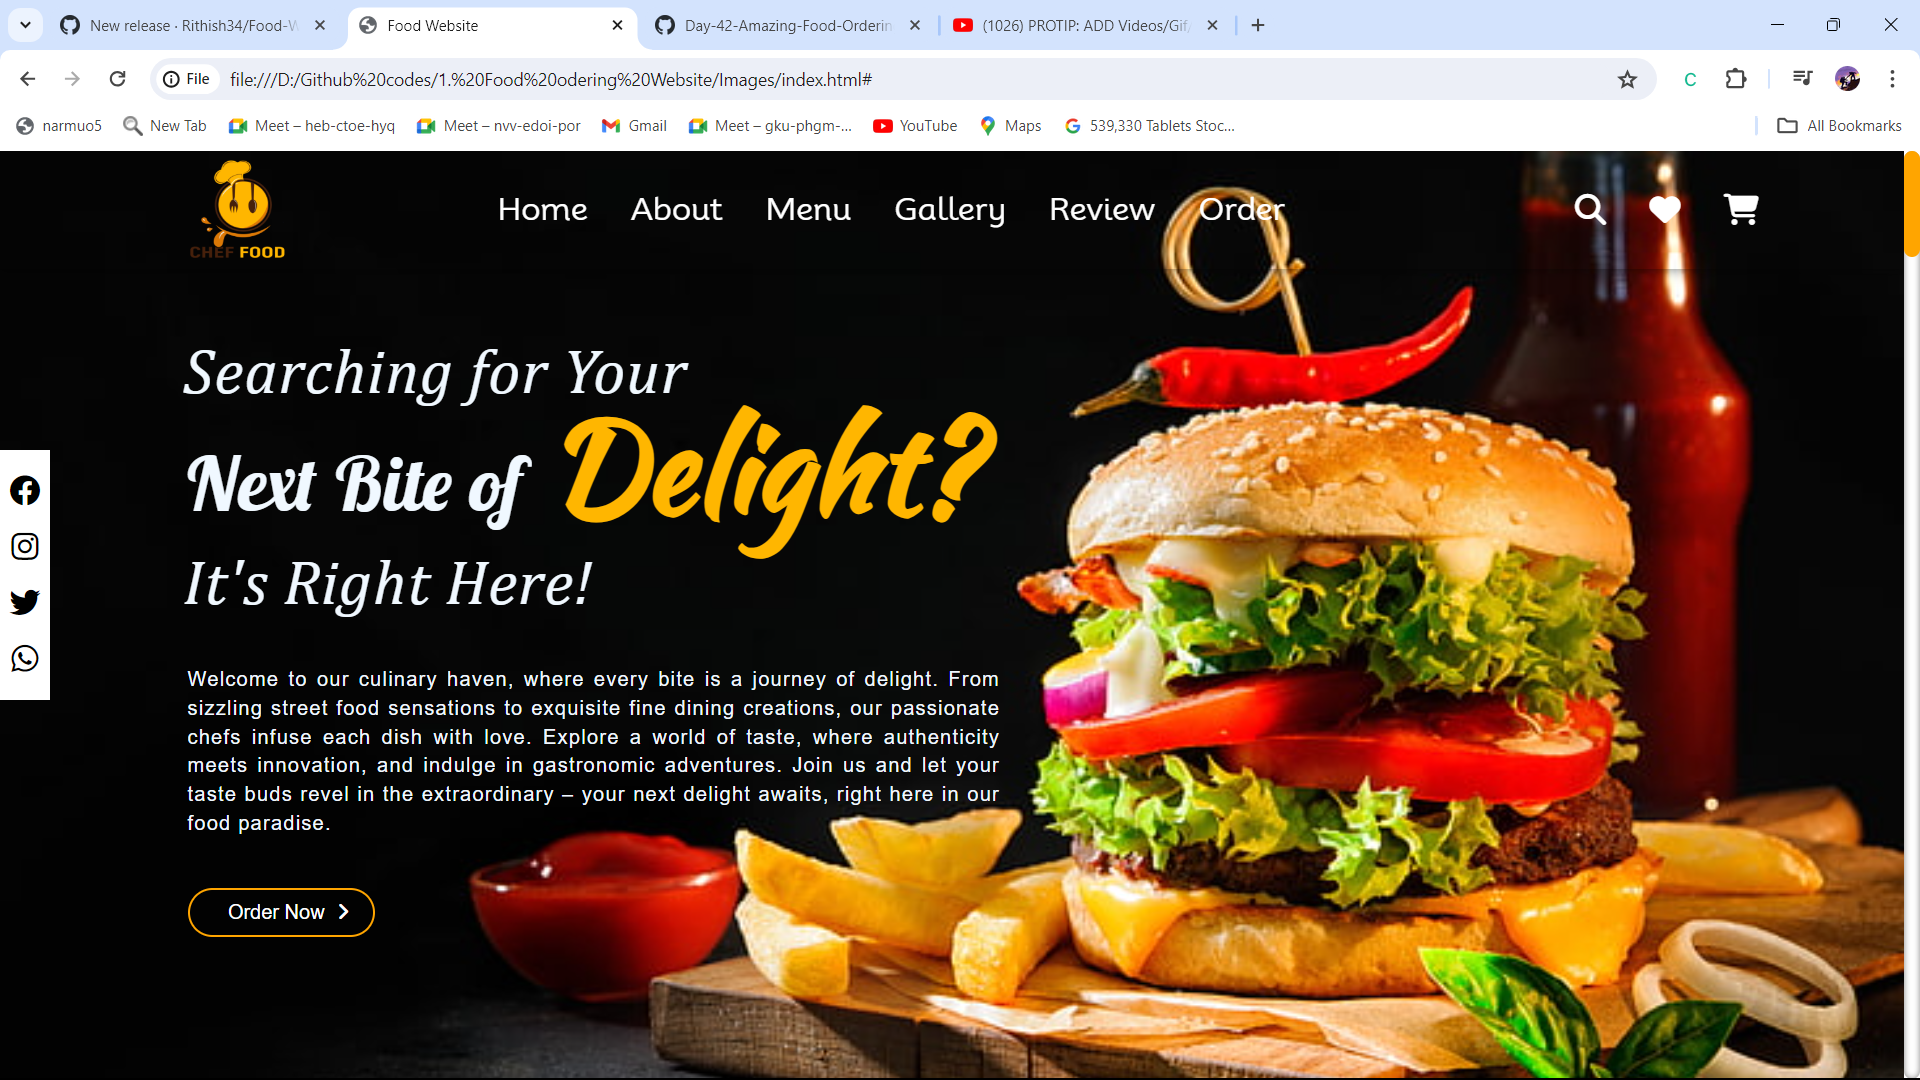 New release · Rithish34/Food-W
Food Website
Day-42-Amazing-Food-Orderin
(1026) PROTIP: ADD Videos/Gif/
File
file:///D:/Github%20codes/1.%20Food%20odering%20Website/Images/index.html#
C
narmuo5
New Tab
Meet – heb-ctoe-hyq
Meet – nvv-edoi-por
Gmail
Meet – gku-phgm-...
YouTube
Maps
539,330 Tablets Stoc...
All Bookmarks
CHEF FOOD
Home
About
Menu
Gallery
Review
Order
Searching for Your
Next Bite of Delight?
It's Right Here!
Welcome to our culinary haven, where every bite is a journey of delight. From
sizzling street food sensations to exquisite fine dining creations, our passionate
chefs infuse each dish with love. Explore a world of taste, where authenticity
meets innovation, and indulge in gastronomic adventures. Join us and let your
taste buds revel in the extraordinary – your next delight awaits, right here in our
food paradise.
Order Now